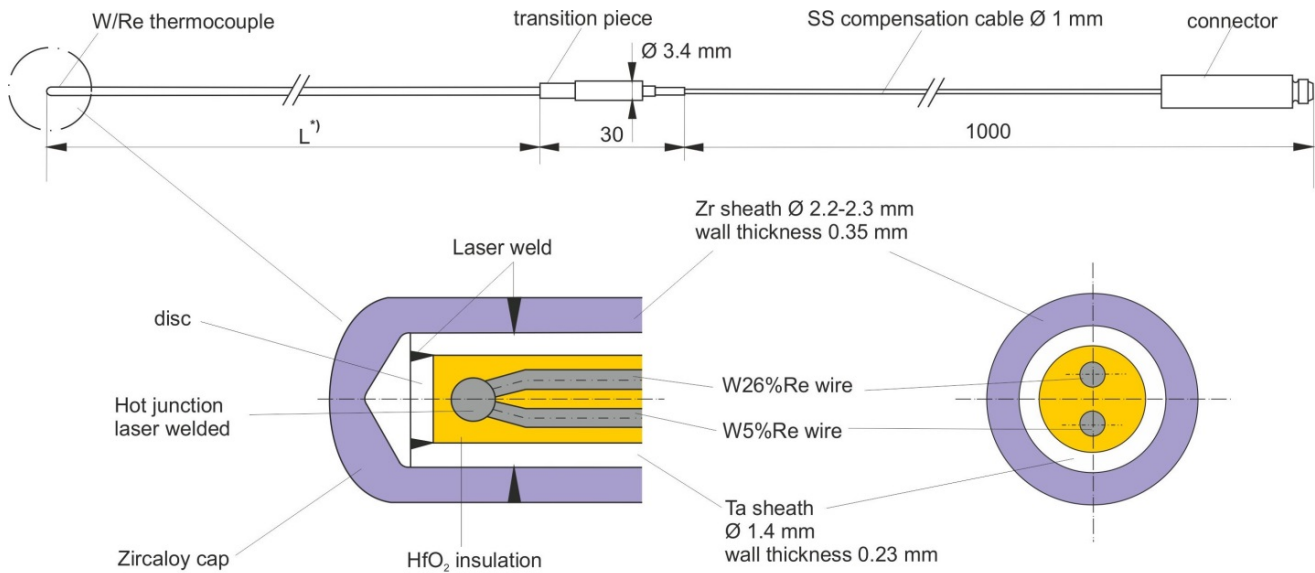 W/Re thermocouple
transition piece
SS compensation cable Ø 1 mm
connector
Ø 3.4 mm
L*)
30
1000
Zr sheath Ø 2.2-2.3 mm
wall thickness 0.35 mm
Laser weld
disc
W26%Re wire
Hot junction
laser welded
W5%Re wire
Ta sheath
Ø 1.4 mm
wall thickness 0.23 mm
Zircaloy cap
HfO₂ insulation